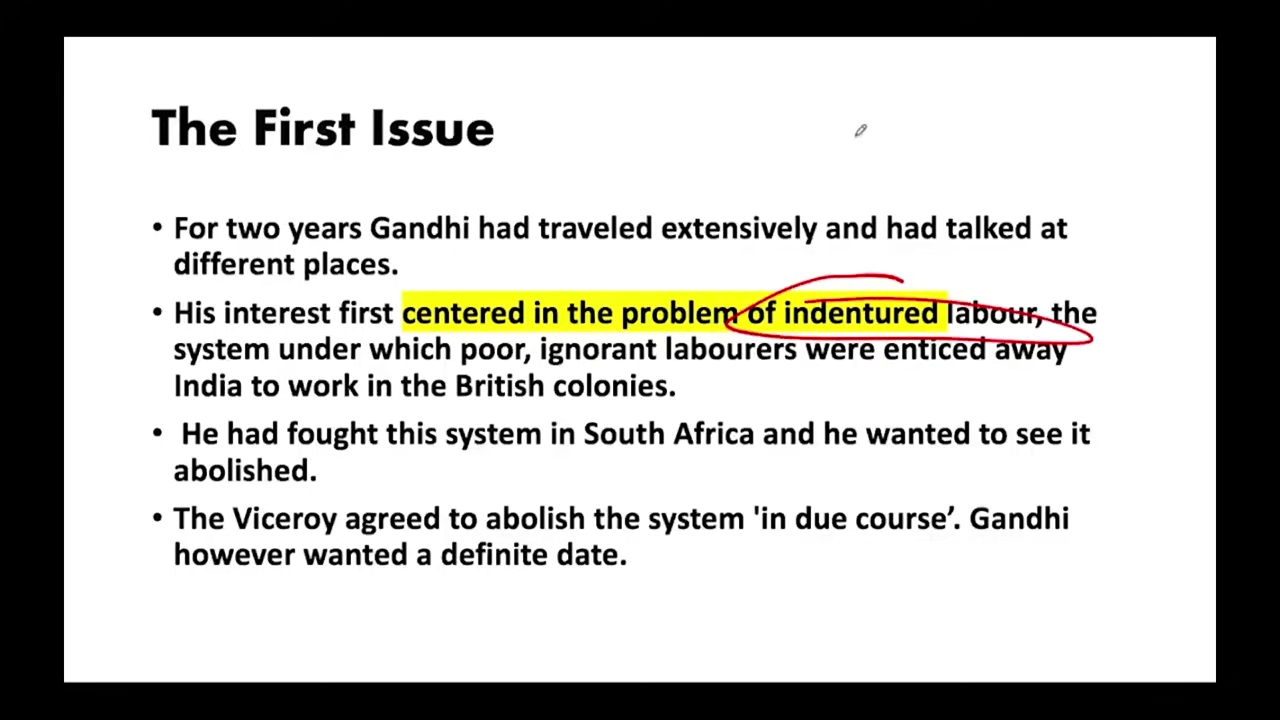 The First Issue
• For two years Gandhi had traveled extensively and had talked at
different places.
• His interest first centered in the problem of indentured labour, the
system under which poor, ignorant labourers were enticed away
India to work in the British colonies.
• He had fought this system in South Africa and he wanted to see it
abolished.
• The Viceroy agreed to abolish the system 'in due course’. Gandhi
however wanted a definite date.